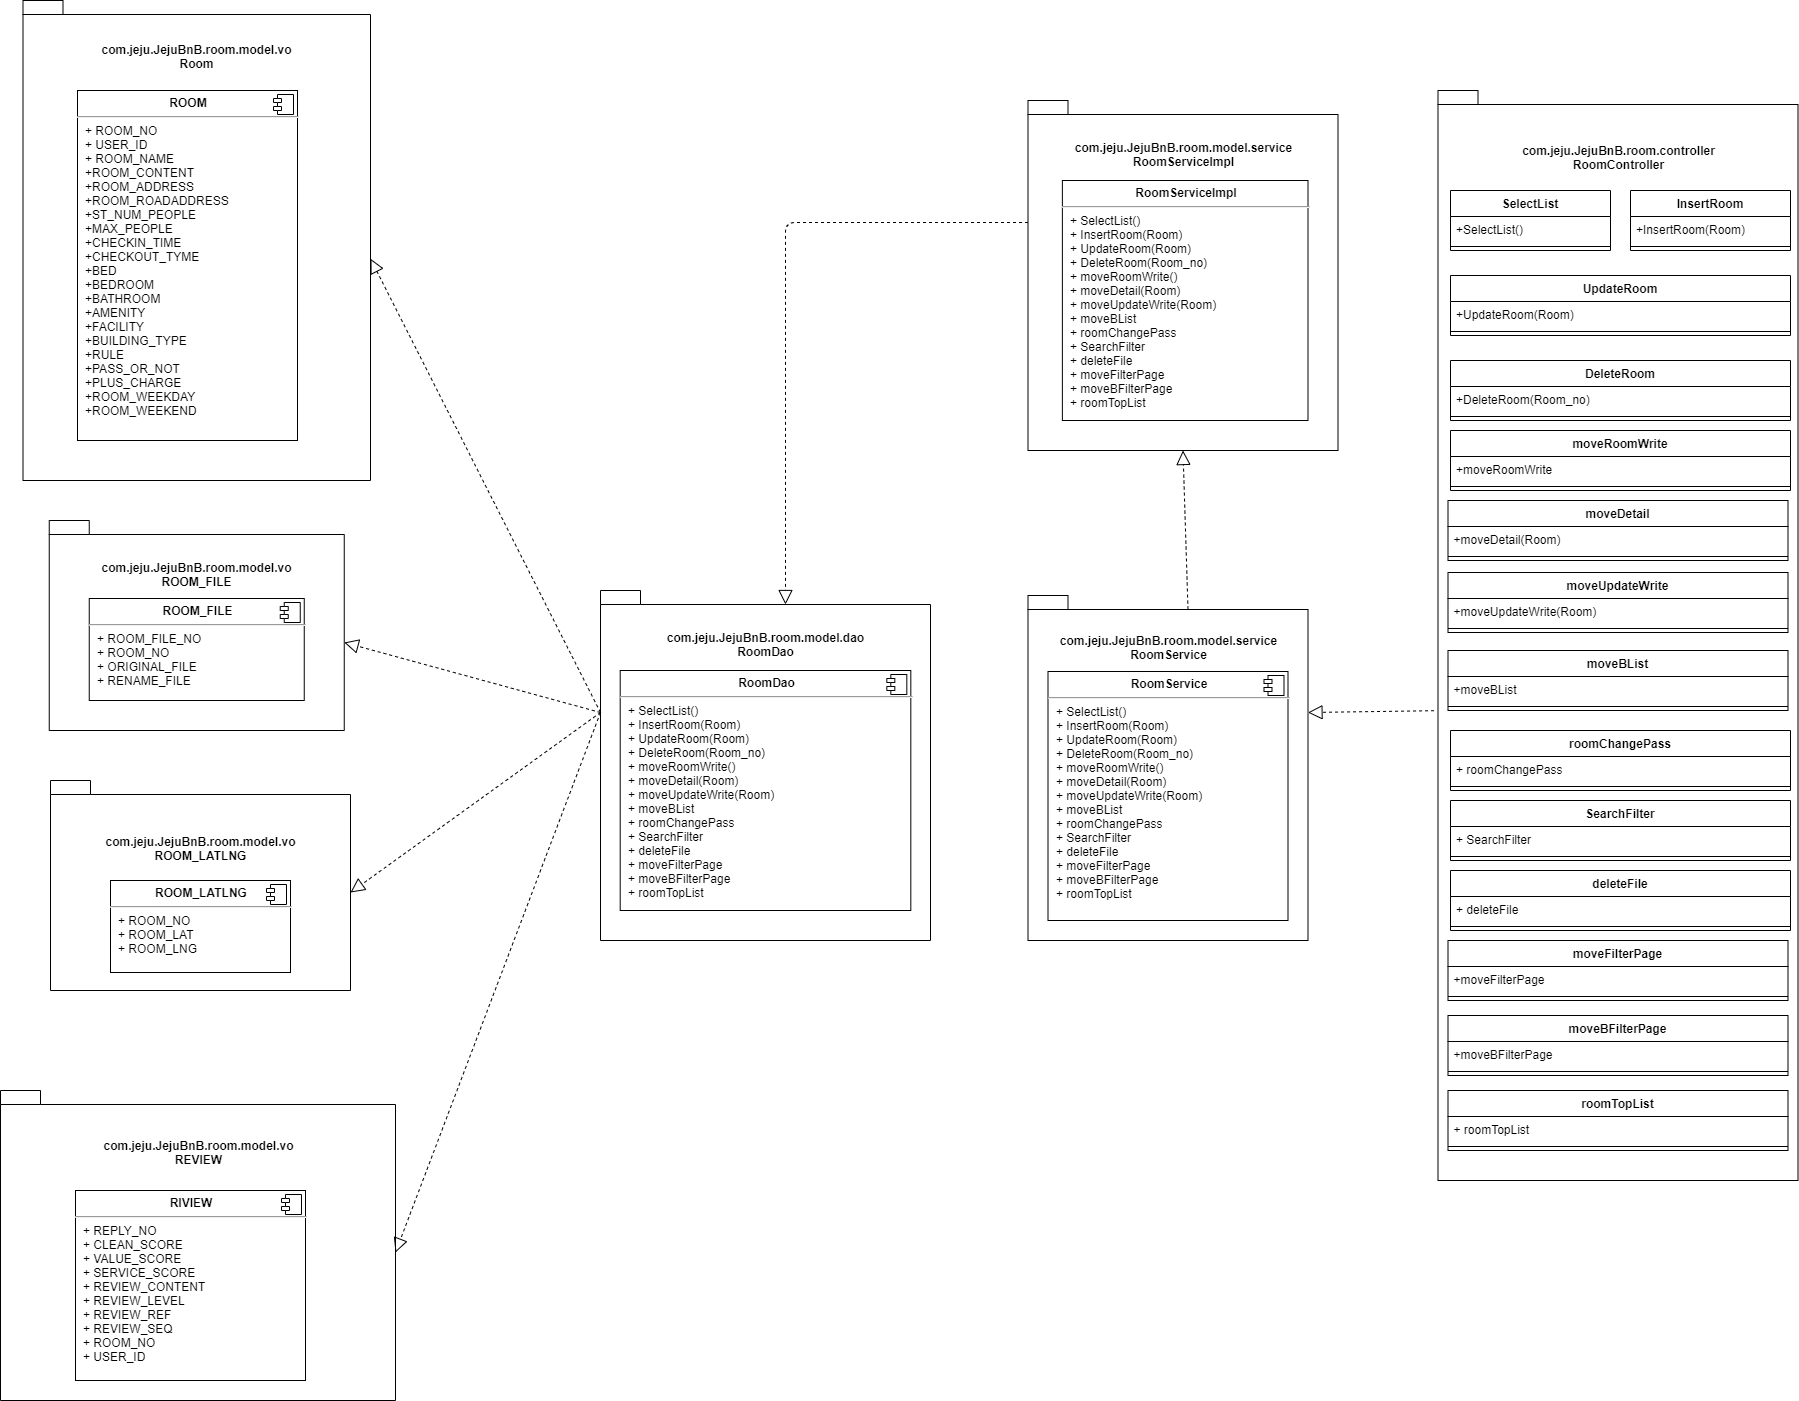 com.jeju.JejuBnB.room.model.vo
Room
ROOM
+ ROOM_NO
+ USER_ID
+ ROOM_NAME
+ROOM_CONTENT
+ROOM_ADDRESS
+ROOM_ROADADDRESS
+ST_NUM_PEOPLE
+MAX_PEOPLE
+CHECKIN_TIME
+CHECKOUT_TYME
+BED
+BEDROOM
+BATHROOM
+AMENITY
+FACILITY
+BUILDING_TYPE
+RULE
+PASS_OR_NOT
+PLUS_CHARGE
+ROOM_WEEKDAY
+ROOM_WEEKEND
com.jeju.JejuBnB.room.model.vo
ROOM_FILE
ROOM_FILE
+ ROOM_FILE_NO
+ ROOM_NO
+ ORIGINAL_FILE
+ RENAME_FILE
com.jeju.JejuBnB.room.model.vo
ROOM_LATLNG
ROOM_LATLNG
+ ROOM_NO
+ ROOM_LAT
+ ROOM_LNG
com.jeju.JejuBnB.room.model.vo
REVIEW
RIVIEW
+ REPLY_NO
+ CLEAN_SCORE
+ VALUE_SCORE
+ SERVICE_SCORE
+ REVIEW_CONTENT
+ REVIEW_LEVEL
+ REVIEW_REF
+ REVIEW_SEQ
+ ROOM_NO
+ USER_ID
com.jeju.JejuBnB.room.model.dao
RoomDao
RoomDao
+ SelectList()
+ InsertRoom(Room)
+ UpdateRoom(Room)
+ DeleteRoom(Room_no)
+ moveRoomWrite()
+ moveDetail(Room)
+ moveUpdateWrite(Room)
+ moveBList
+ roomChangePass
+ SearchFilter
+ deleteFile
+ moveFilterPage
+ moveBFilterPage
+ roomTopList
com.jeju.JejuBnB.room.model.service
RoomServiceImpl
RoomServiceImpl
+ SelectList()
+ InsertRoom(Room)
+ UpdateRoom(Room)
+ DeleteRoom(Room_no)
+ moveRoomWrite()
+ moveDetail(Room)
+ moveUpdateWrite(Room)
+ moveBList
+ roomChangePass
+ SearchFilter
+ deleteFile
+ moveFilterPage
+ moveBFilterPage
+ roomTopList
com.jeju.JejuBnB.room.model.service
RoomService
RoomService
+ SelectList()
+ InsertRoom(Room)
+ UpdateRoom(Room)
+ DeleteRoom(Room_no)
+ moveRoomWrite()
+ moveDetail(Room)
+ moveUpdateWrite(Room)
+ moveBList
+ roomChangePass
+ SearchFilter
+ deleteFile
+ moveFilterPage
+ moveBFilterPage
+ roomTopList
com.jeju.JejuBnB.room.controller
RoomController
SelectList
+SelectList()
InsertRoom
+InsertRoom(Room)
UpdateRoom
+UpdateRoom(Room)
DeleteRoom
+DeleteRoom(Room_no)
moveRoomWrite
+moveRoomWrite
moveDetail
+moveDetail(Room)
moveUpdateWrite
+moveUpdateWrite(Room)
moveBList
+moveBList
roomChangePass
+ roomChangePass
SearchFilter
+ SearchFilter
deleteFile
+ deleteFile
moveFilterPage
+moveFilterPage
moveBFilterPage
+moveBFilterPage
roomTopList
+ roomTopList